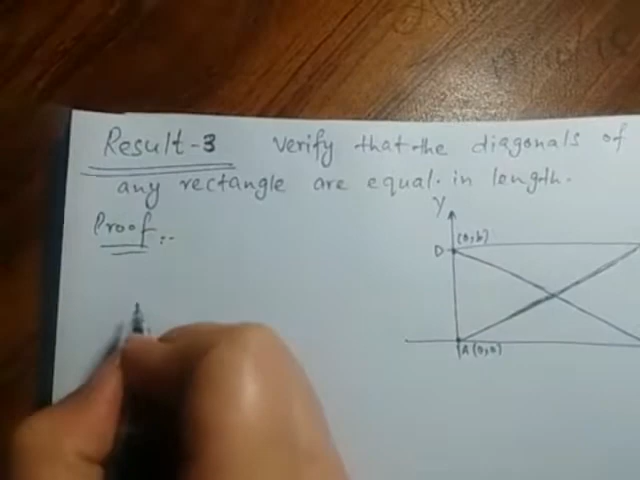 Result-3 Verify that the diagonals of
any rectangle are equal in length.
Proof:-
Y
D (0,b)
A(0,0)